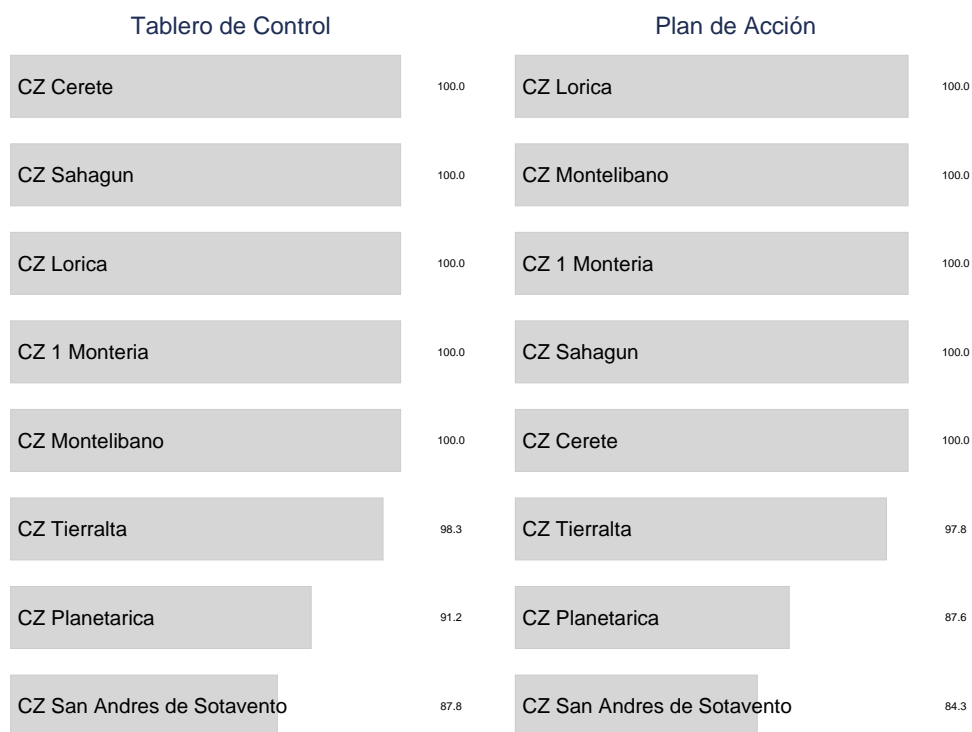 Tablero de Control
CZ Cerete 100.0
CZ Sahagun 100.0
CZ Lorica 100.0
CZ 1 Monteria 100.0
CZ Montelibano 100.0
CZ Tierralta 98.3
CZ Planetarica 91.2
CZ San Andres de Sotavento 87.8
Plan de Acción
CZ Lorica 100.0
CZ Montelibano 100.0
CZ 1 Monteria 100.0
CZ Sahagun 100.0
CZ Cerete 100.0
CZ Tierralta 97.8
CZ Planetarica 87.6
CZ San Andres de Sotavento 84.3